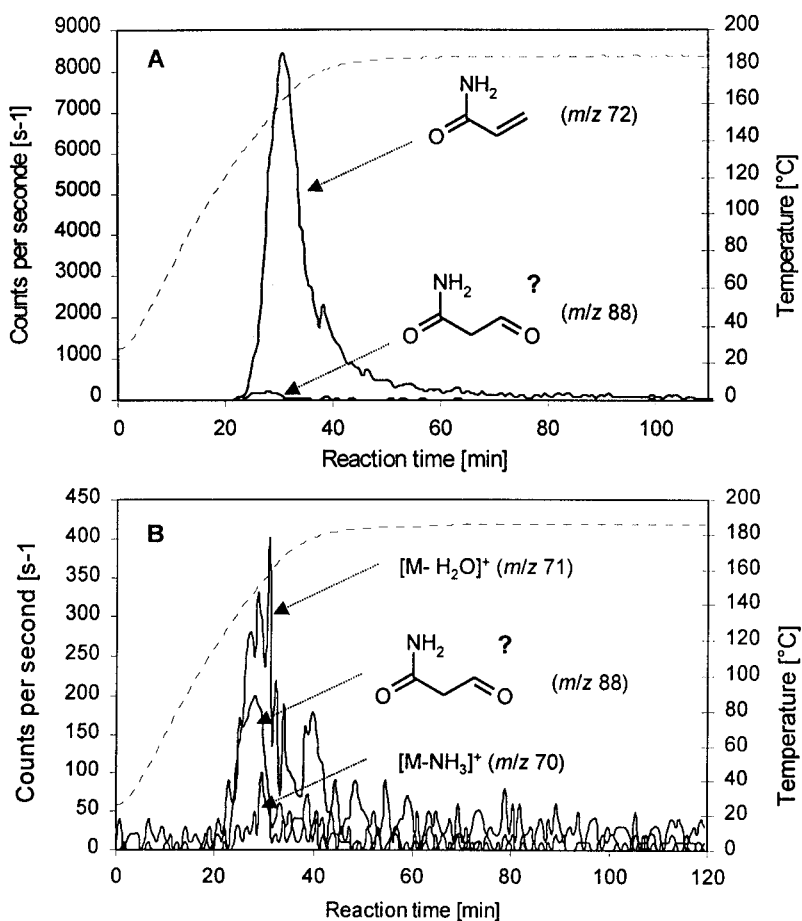 A
Counts per seconde [s-1]
9000
8000
7000
6000
5000
4000
3000
2000
1000
0
200
180
160
140
120
100
80
60
40
20
0
Temperature [°C]
NH2
O
(m/z 72)
NH2
?
O
O
(m/z 88)
0 20 40 60 80 100
Reaction time [min]
B
Counts per second [s-1
450
400
350
300
250
200
150
100
50
0
200
180
160
140
120
100
80
60
40
20
0
Temperature [°C]
[M- H2O]+ (m/z 71)
NH2
?
O
O
(m/z 88)
[M-NH3]+ (m/z 70)
0 20 40 60 80 100 120
Reaction time [min]